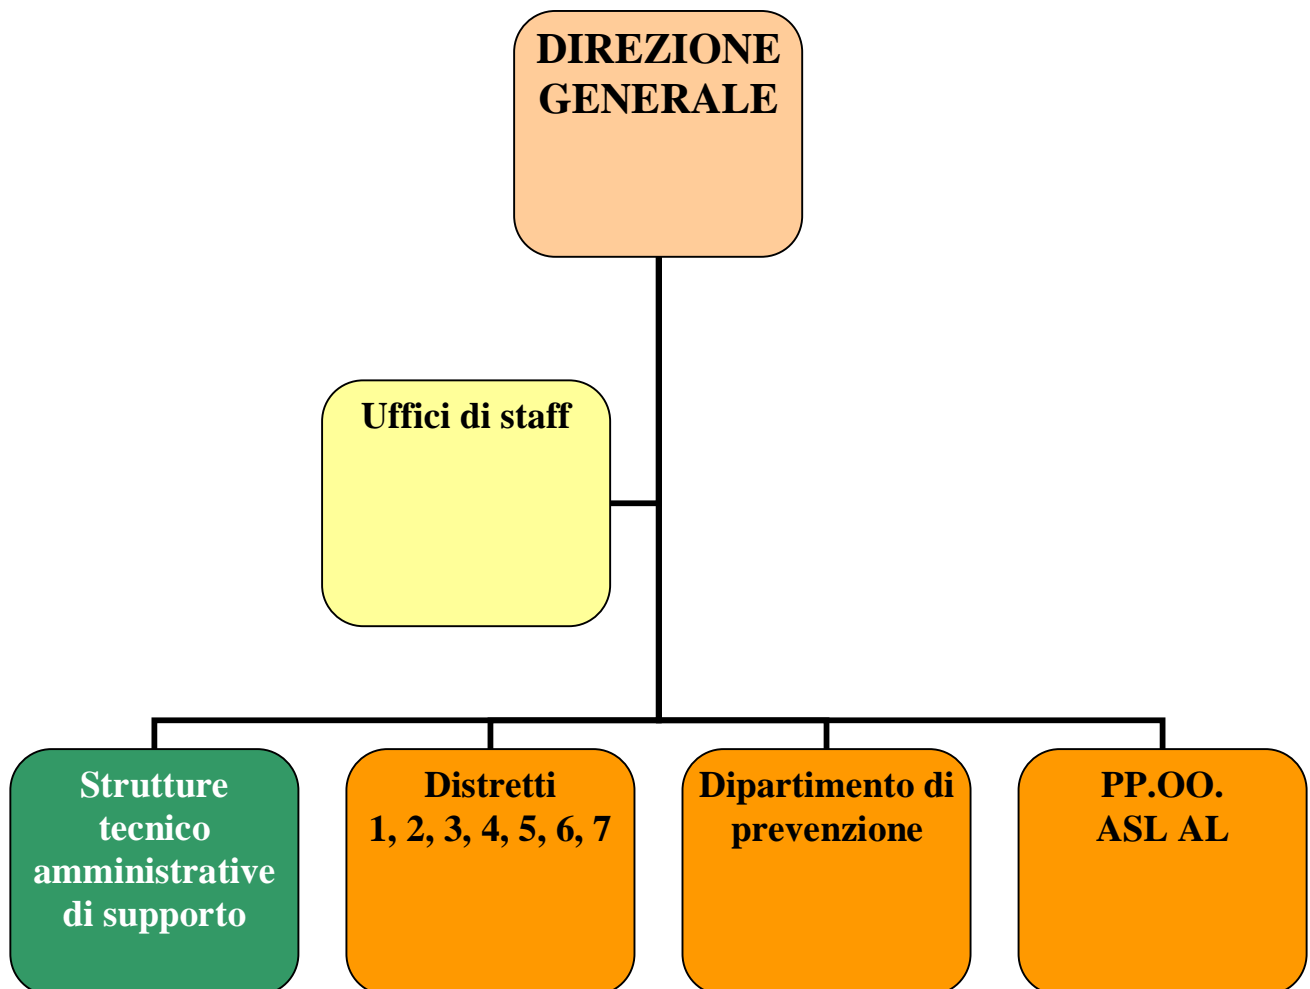 DIREZIONE
GENERALE
Uffici di staff
Strutture
tecnico
amministrative
di supporto
Distretti
1, 2, 3, 4, 5, 6, 7
Dipartimento di
prevenzione
PP.OO.
ASL AL